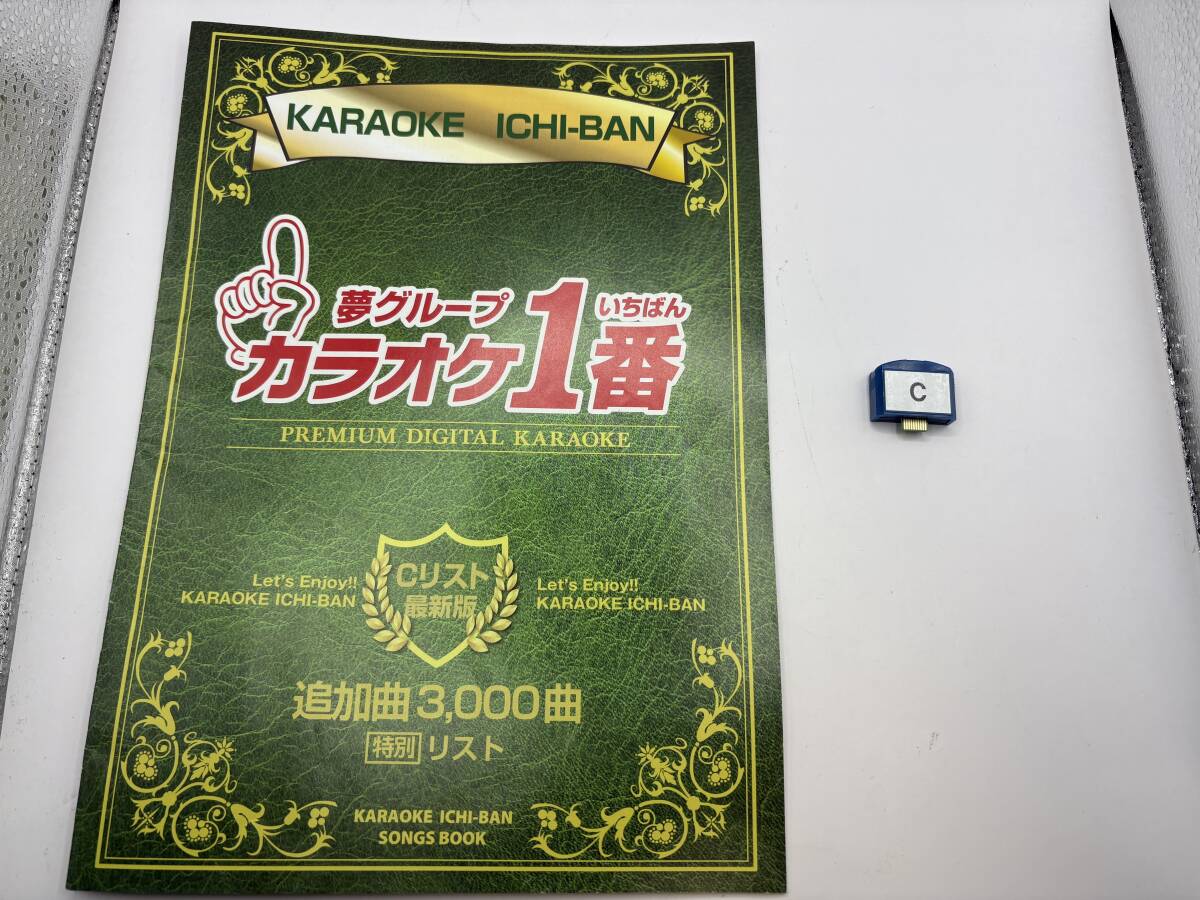 KARAOKE ICHI-BAN
夢グループ
いちばん
カラオケ1番
PREMIUM DIGITAL KARAOKE
Let's Enjoy!!
KARAOKE ICHI-BAN
Cリスト
最新版
Let's Enjoy!!
KARAOKE ICHI-BAN
追加曲3,000曲
特別 リスト
KARAOKE ICHI-BAN
SONGS BOOK
C